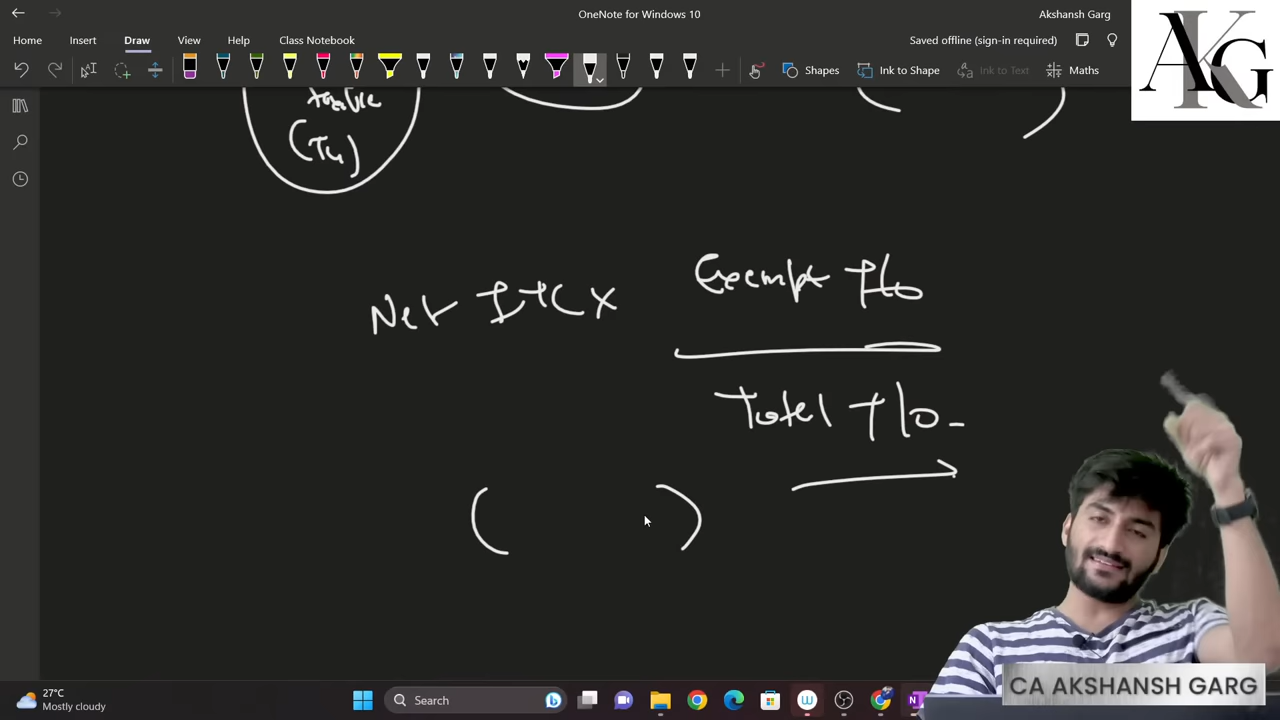 OneNote for Windows 10
Akshansh Garg
Home Insert Draw View Help Class Notebook
Saved offline (sign-in required)
Shapes Ink to Shape Ink to Text Maths
AKG
(T4)
Net ITC X
Exempt T/o
Total T/o
CA AKSHANSH GARG
27°C
Mostly cloudy
Search